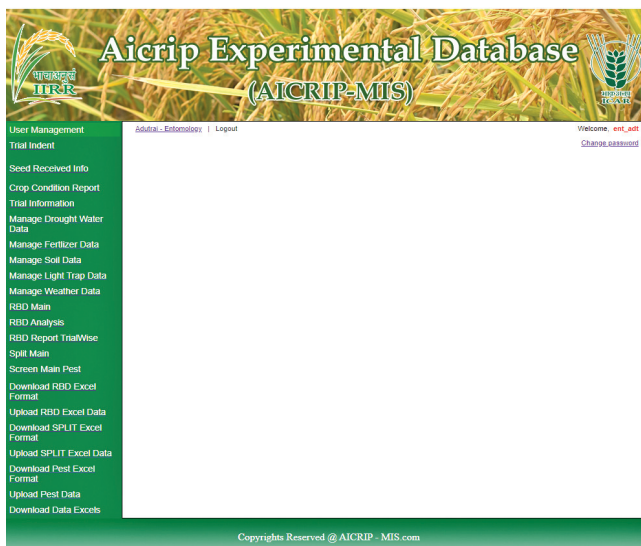 Aicrip Experimental Database
(AICRIP-MIS)
भाचाअनुसं
IIRR
भाकृअनुप
ICAR
User Management
Adutrai - Entomology | Logout
Welcome, ent_adt
Change password
Trial Indent
Seed Received Info
Crop Condition Report
Trial Information
Manage Drought Water
Data
Manage Fertlizer Data
Manage Soil Data
Manage Light Trap Data
Manage Weather Data
RBD Main
RBD Analysis
RBD Report TrialWise
Split Main
Screen Main Pest
Download RBD Excel
Format
Upload RBD Excel Data
Download SPLIT Excel
Format
Upload SPLIT Excel Data
Download Pest Excel
Format
Upload Pest Data
Download Data Excels
Copyrights Reserved @ AICRIP - MIS.com